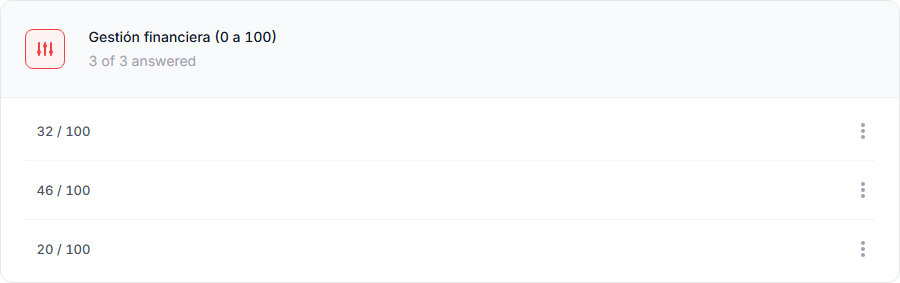 Gestión financiera (0 a 100)
3 of 3 answered
32 / 100
46 / 100
20 / 100